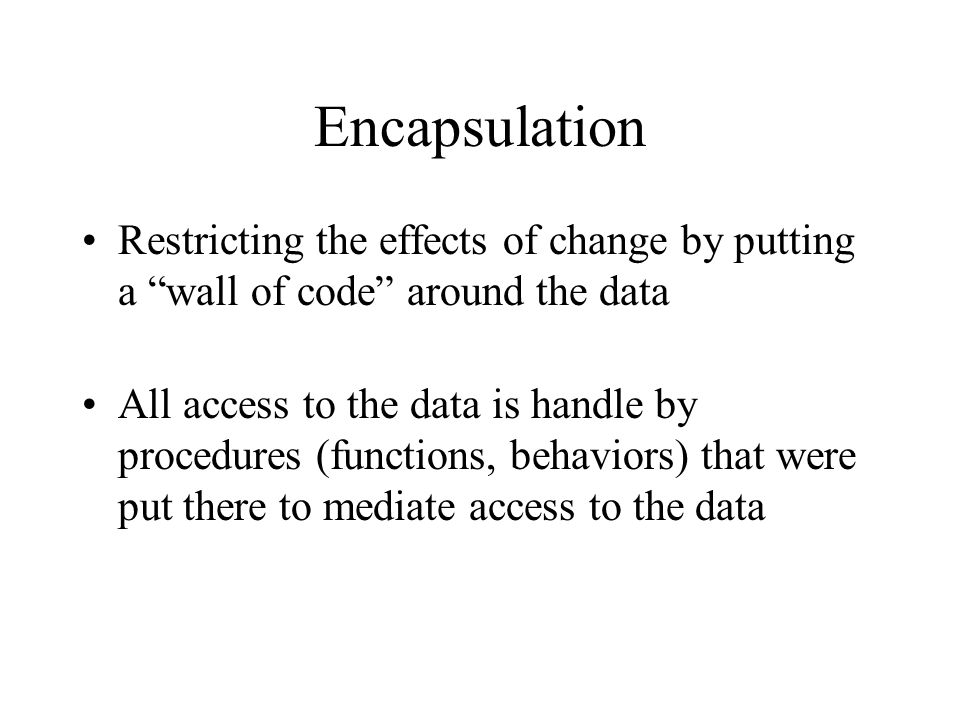 Encapsulation
• Restricting the effects of change by putting
a “wall of code” around the data
• All access to the data is handle by
procedures (functions, behaviors) that were
put there to mediate access to the data